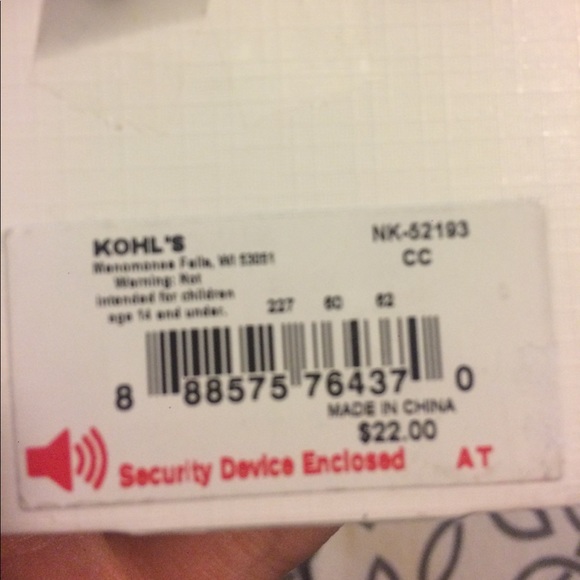 KOHL'S
Menomonee Falls, WI 53051
Warning: Not
intended for children
age 14 and under.
NK-52193
CC
227 60 62
8 88575 76437 0
MADE IN CHINA
$22.00
Security Device Enclosed AT